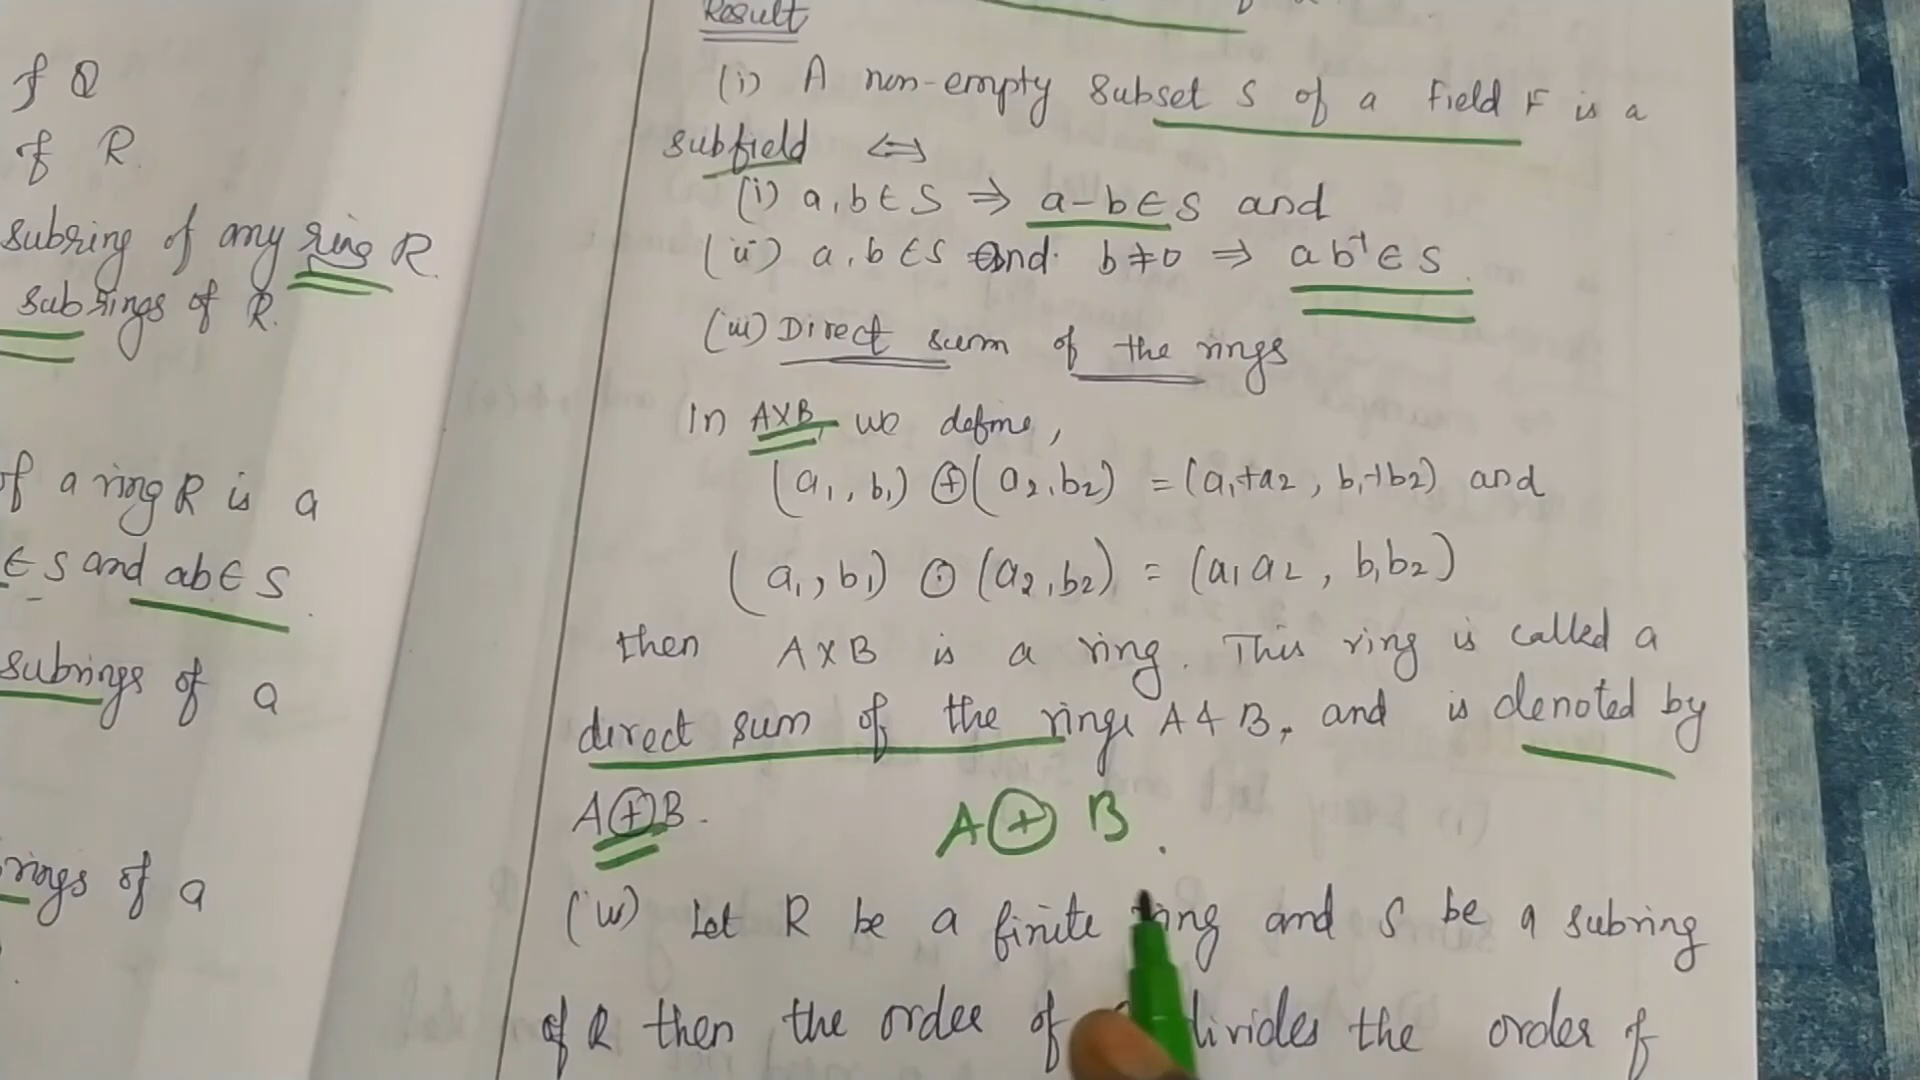 f Q
of R
subring of any ring R
subrings of R.
of a ring R is a
∈ S and ab ∈ S.
subrings of a
rings of a
Result
(i) A non-empty subset S of a field F is a
subfield ⇔
(i) a, b ∈ S ⇒ a - b ∈ S and
(ii) a, b ∈ S and b ≠ 0 ⇒ ab⁻¹ ∈ S.
(iii) Direct sum of the rings
In A×B, we define,
(a₁, b₁) ⊕ (a₂, b₂) = (a₁+a₂, b₁+b₂) and
(a₁, b₁) ⊙ (a₂, b₂) = (a₁a₂, b₁b₂)
then A×B is a ring. This ring is called a
direct sum of the rings A & B, and is denoted by
A⊕B. A⊕B.
(iv) Let R be a finite ring and S be a subring
of R then the order of divides the order of